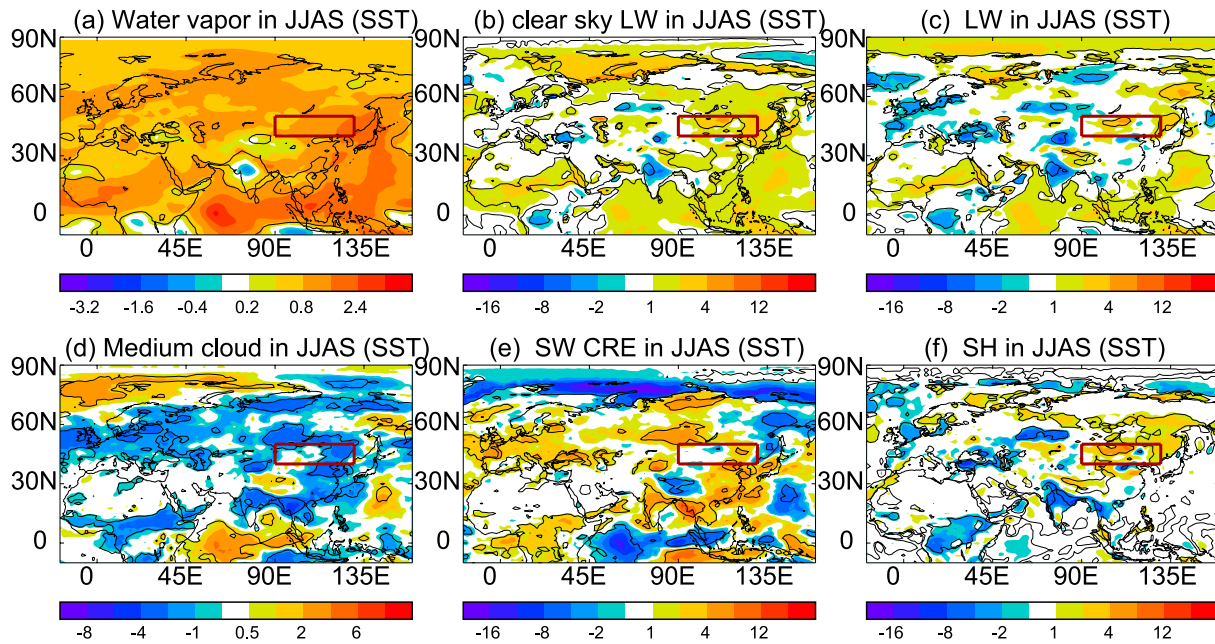 (a) Water vapor in JJAS (SST)
(b) clear sky LW in JJAS (SST)
(c) LW in JJAS (SST)
90N
60N
30N
0
0 45E 90E 135E
-3.2 -1.6 -0.4 0.2 0.8 2.4
90N
60N
30N
0
0 45E 90E 135E
-16 -8 -2 1 4 12
90N
60N
30N
0
0 45E 90E 135E
-16 -8 -2 1 4 12
(d) Medium cloud in JJAS (SST)
(e) SW CRE in JJAS (SST)
(f) SH in JJAS (SST)
90N
60N
30N
0
0 45E 90E 135E
-8 -4 -1 0.5 2 6
90N
60N
30N
0
0 45E 90E 135E
-16 -8 -2 1 4 12
90N
60N
30N
0
0 45E 90E 135E
-16 -8 -2 1 4 12